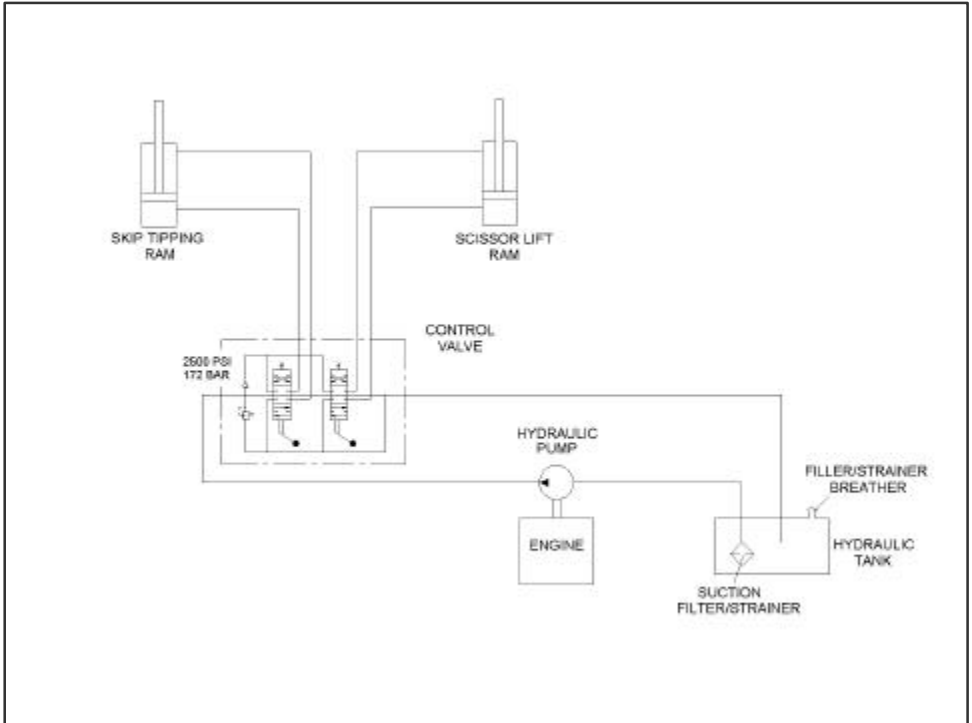 SKIP TIPPING
RAM
SCISSOR LIFT
RAM
CONTROL
VALVE
2500 PSI
172 BAR
HYDRAULIC
PUMP
FILLER/STRAINER
BREATHER
ENGINE
HYDRAULIC
TANK
SUCTION
FILTER/STRAINER